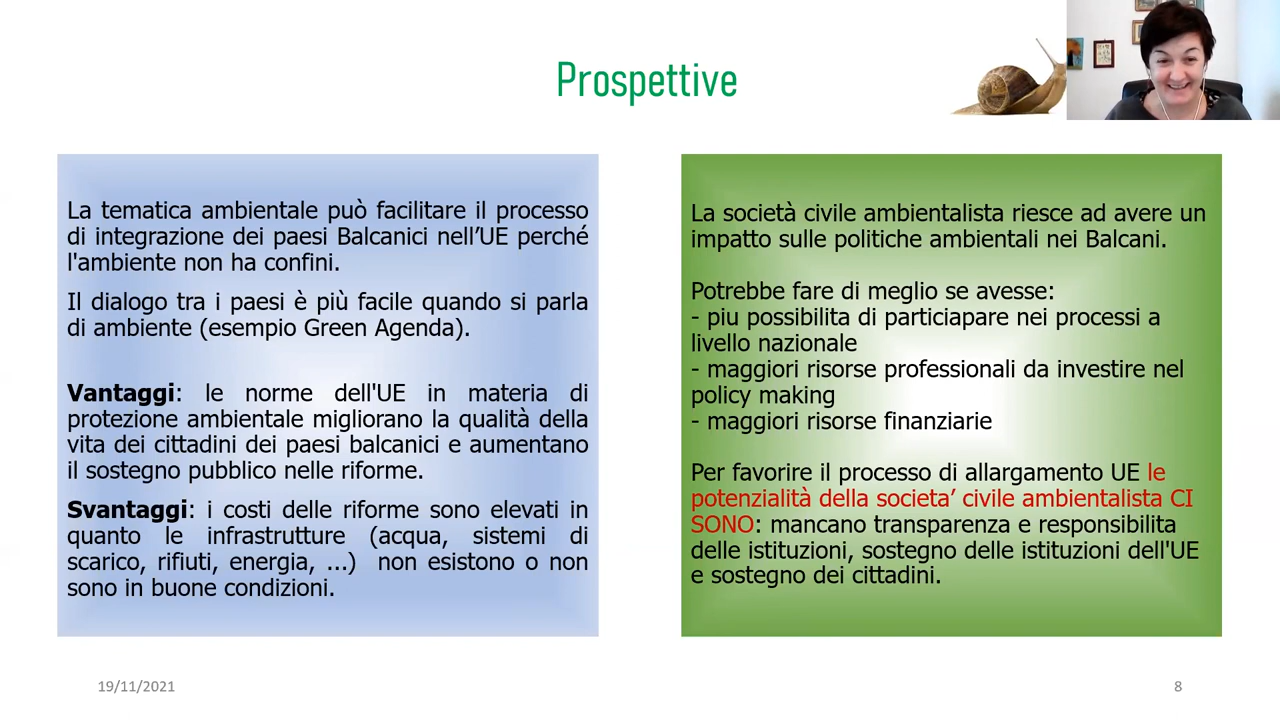 Prospettive
La tematica ambientale può facilitare il processo
di integrazione dei paesi Balcanici nell’UE perché
l'ambiente non ha confini.
Il dialogo tra i paesi è più facile quando si parla
di ambiente (esempio Green Agenda).
Vantaggi: le norme dell'UE in materia di
protezione ambientale migliorano la qualità della
vita dei cittadini dei paesi balcanici e aumentano
il sostegno pubblico nelle riforme.
Svantaggi: i costi delle riforme sono elevati in
quanto le infrastrutture (acqua, sistemi di
scarico, rifiuti, energia, ...) non esistono o non
sono in buone condizioni.
La società civile ambientalista riesce ad avere un
impatto sulle politiche ambientali nei Balcani.
Potrebbe fare di meglio se avesse:
- piu possibilita di particiapare nei processi a
livello nazionale
- maggiori risorse professionali da investire nel
policy making
- maggiori risorse finanziarie
Per favorire il processo di allargamento UE le
potenzialità della societa’ civile ambientalista CI
SONO: mancano transparenza e responsibilita
delle istituzioni, sostegno delle istituzioni dell'UE
e sostegno dei cittadini.
19/11/2021
8